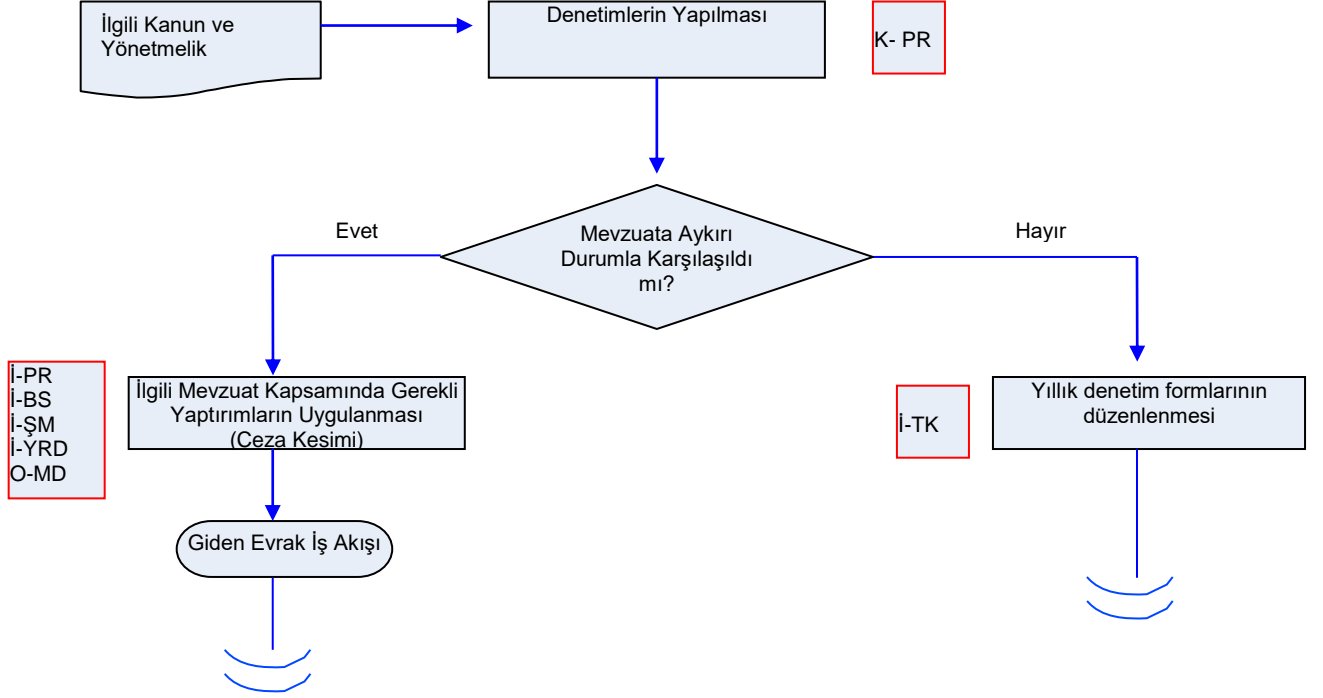 İlgili Kanun ve
Yönetmelik
Denetimlerin Yapılması
K- PR
Mevzuata Aykırı
Durumla Karşılaşıldı
mı?
Evet
Hayır
İ-PR
İ-BS
İ-ŞM
İ-YRD
O-MD
İlgili Mevzuat Kapsamında Gerekli
Yaptırımların Uygulanması
(Ceza Kesimi)
İ-TK
Yıllık denetim formlarının
düzenlenmesi
Giden Evrak İş Akışı